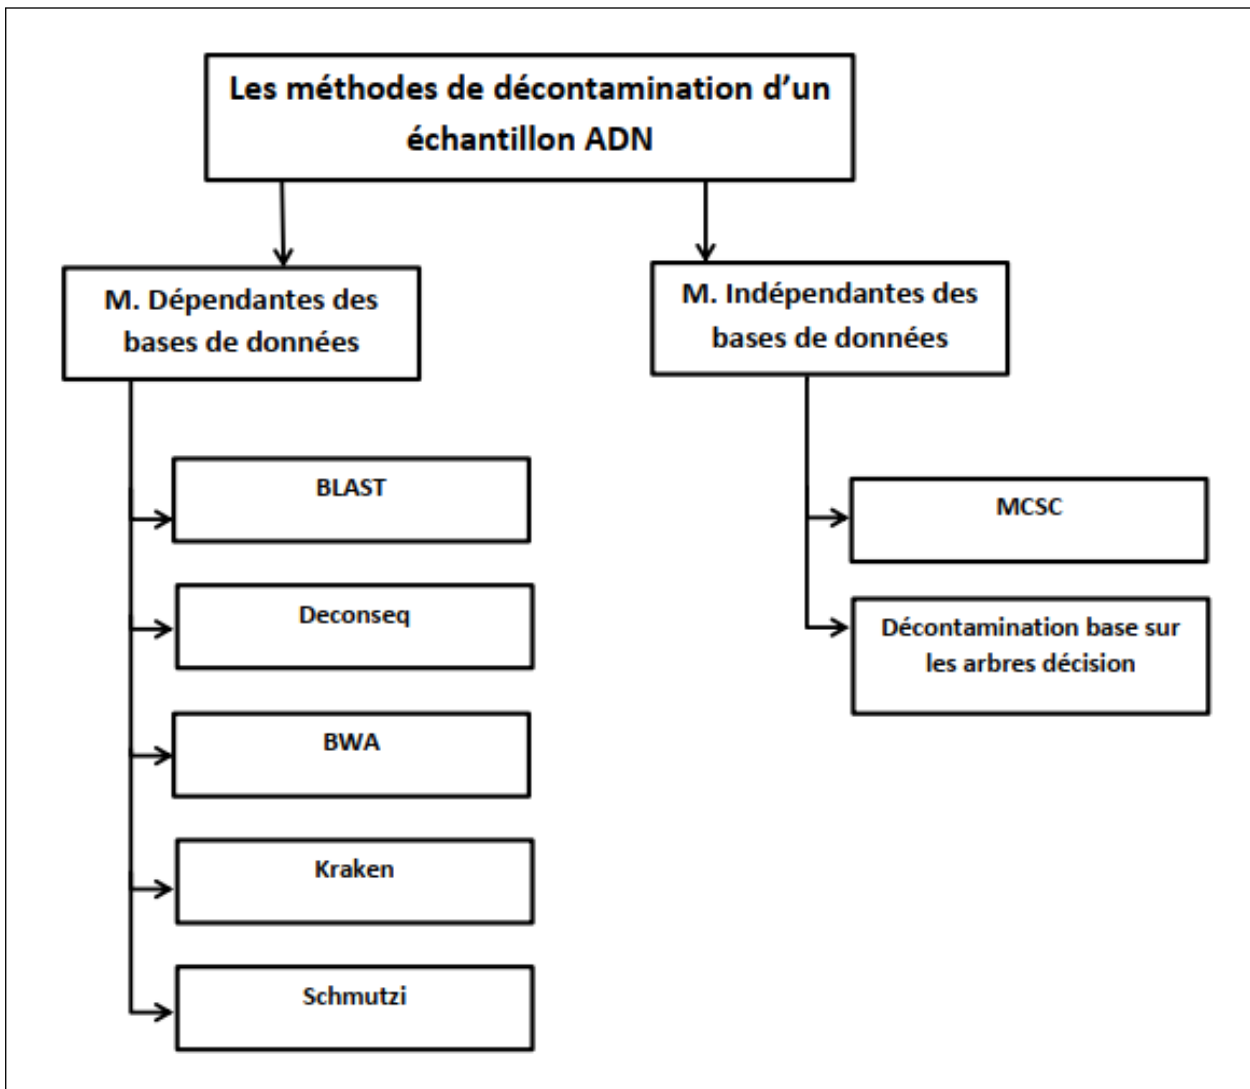 Les méthodes de décontamination d’un
échantillon ADN
M. Dépendantes des
bases de données
BLAST
Deconseq
BWA
Kraken
Schmutzi
M. Indépendantes des
bases de données
MCSC
Décontamination base sur
les arbres décision